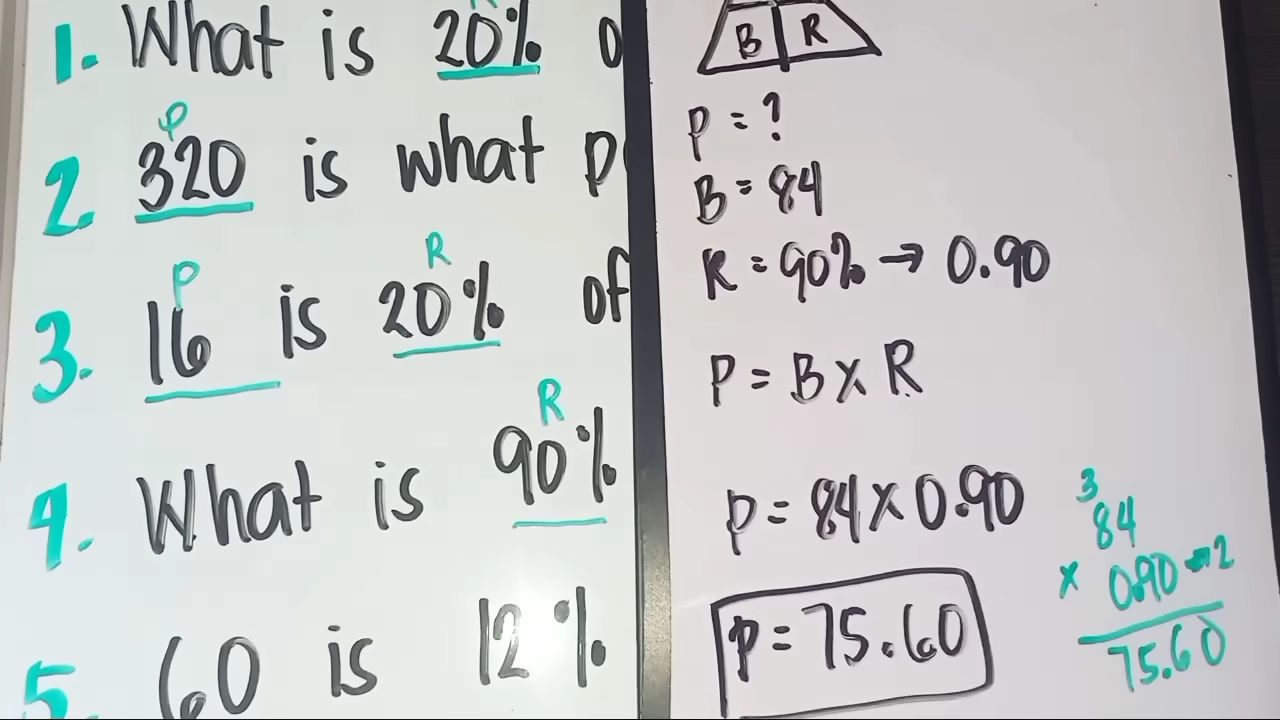 1. What is 20% o
P
2. 320 is what p
P R
3. 16 is 20% of
R
4. What is 90%
5. 60 is 12%
B R
P = ?
B = 84
R = 90% → 0.90
P = B x R
P = 84 x 0.90
P = 75.60
3
84
x 0.90 → 2
75.60